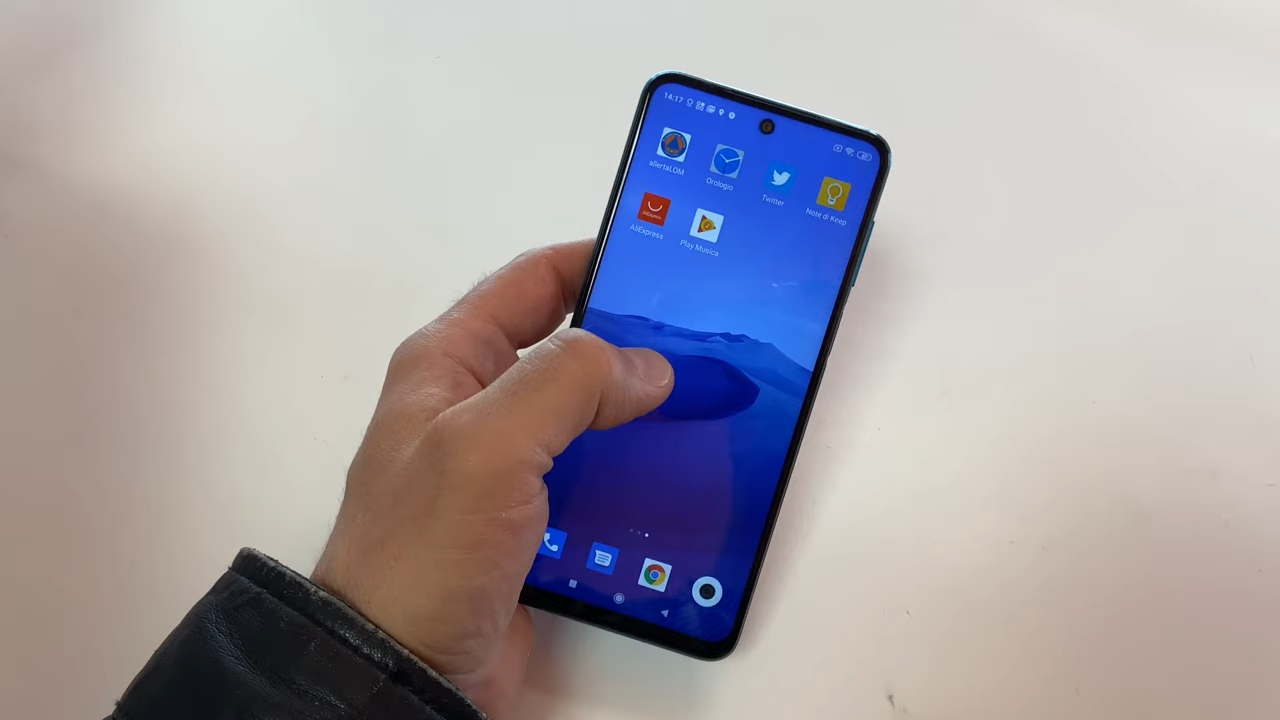 14:17
allertaLOM
Orologio
Twitter
Note di Keep
AliExpress
Play Musica